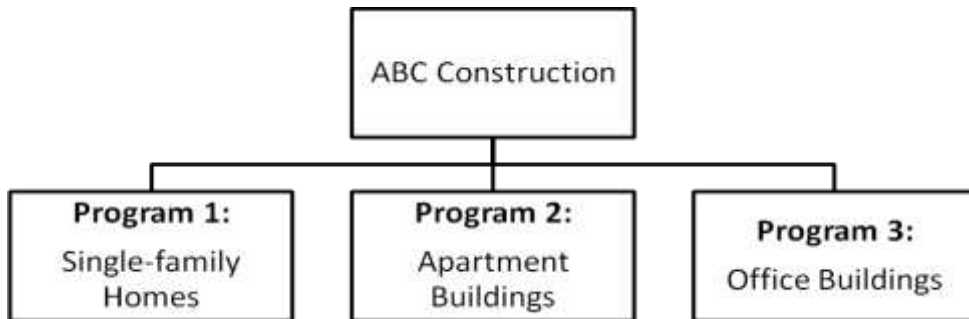 ABC Construction
Program 1:
Single-family
Homes
Program 2:
Apartment
Buildings
Program 3:
Office Buildings